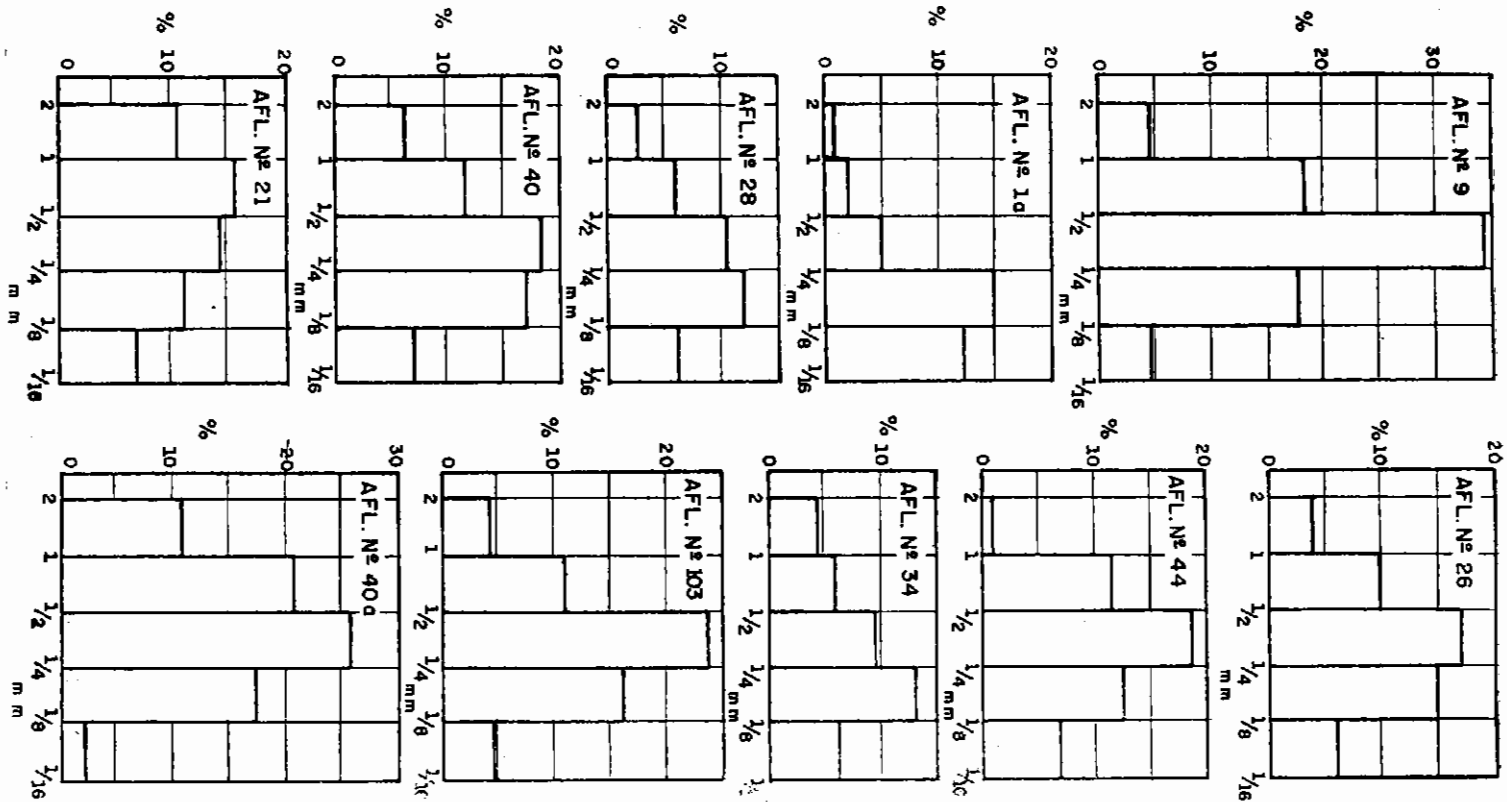 AFL. Nº 9
30
20
10
0
%
2 1 1/2 1/4 1/8 1/16
mm
AFL. Nº 26
20
10
0
%
2 1 1/2 1/4 1/8 1/16
mm
AFL. Nº 1a
20
10
0
%
2 1 1/2 1/4 1/8 1/16
mm
AFL. Nº 44
20
10
0
%
2 1 1/2 1/4 1/8
mm
AFL. Nº 28
10
0
%
2 1 1/2 1/4 1/8 1/16
AFL. Nº 34
10
0
%
2 1 1/2 1/4 1/8
mm
AFL. Nº 40
20
10
0
%
2 1 1/2 1/4 1/8 1/16
mm
AFL. Nº 103
20
10
0
%
2 1 1/2 1/4 1/8
mm
AFL. Nº 21
20
10
0
%
2 1 1/2 1/4 1/8 1/16
mm
AFL. Nº 40a
30
20
10
0
%
2 1 1/2 1/4 1/8 1/16
mm